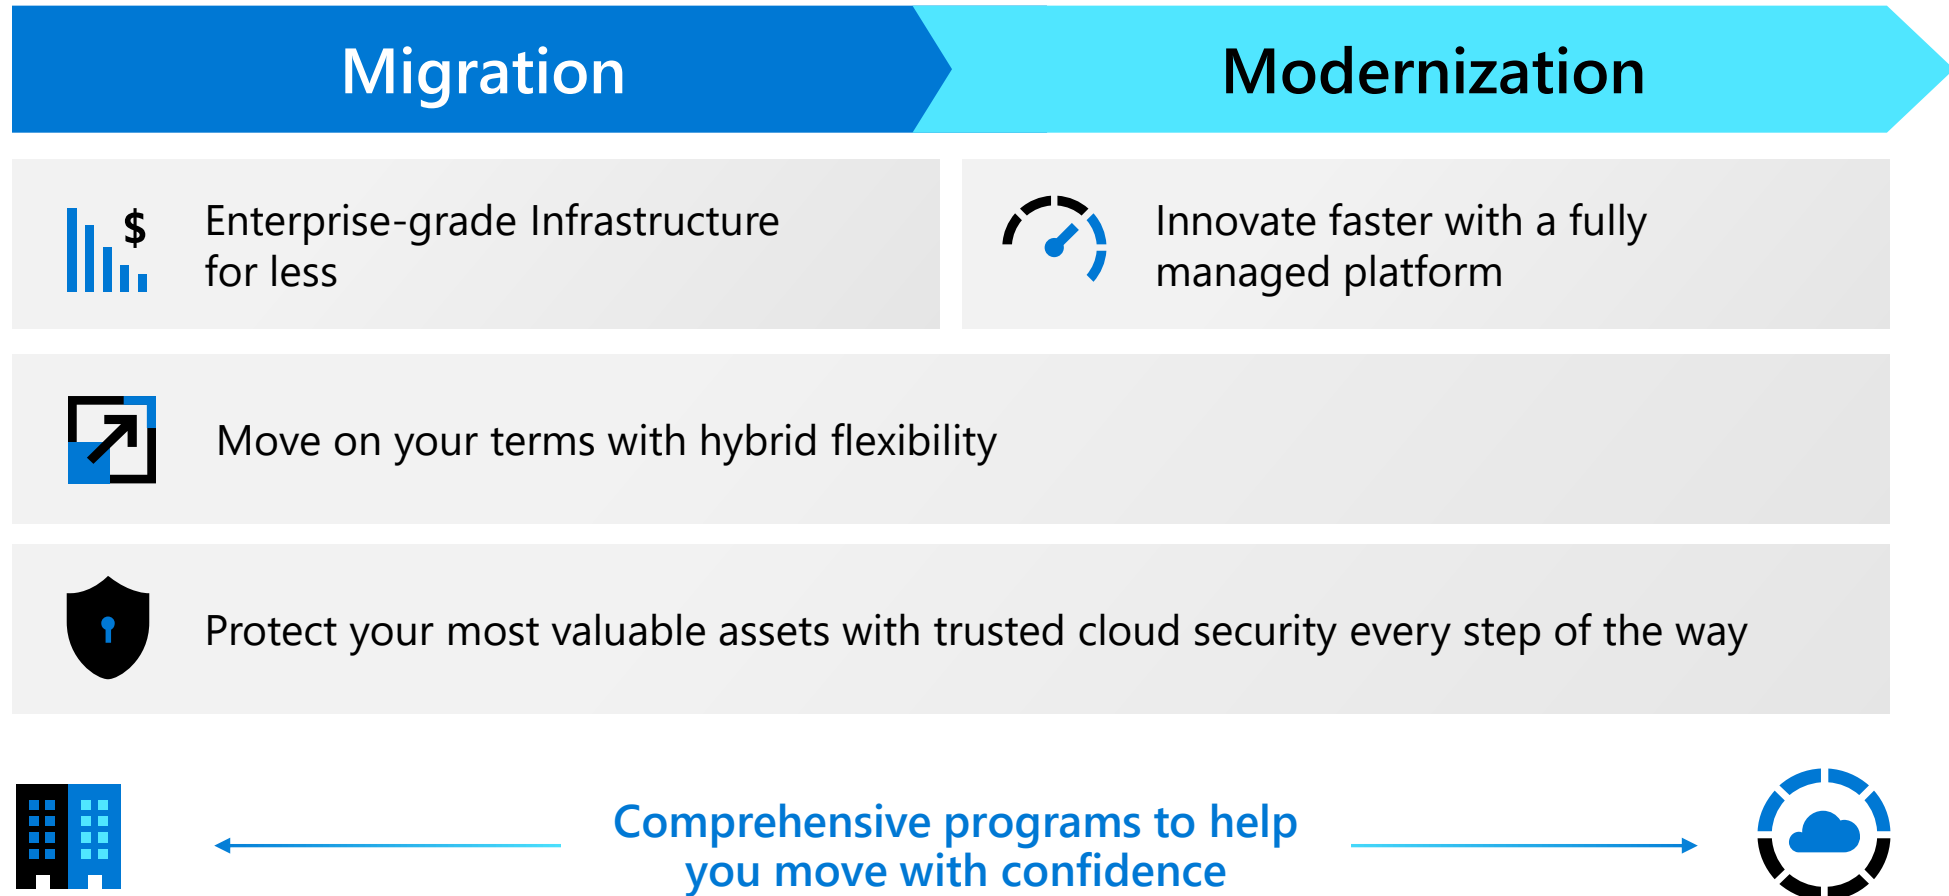 Migration
Modernization
$
Enterprise-grade Infrastructure
for less
Innovate faster with a fully
managed platform
Move on your terms with hybrid flexibility
Protect your most valuable assets with trusted cloud security every step of the way
Comprehensive programs to help
you move with confidence